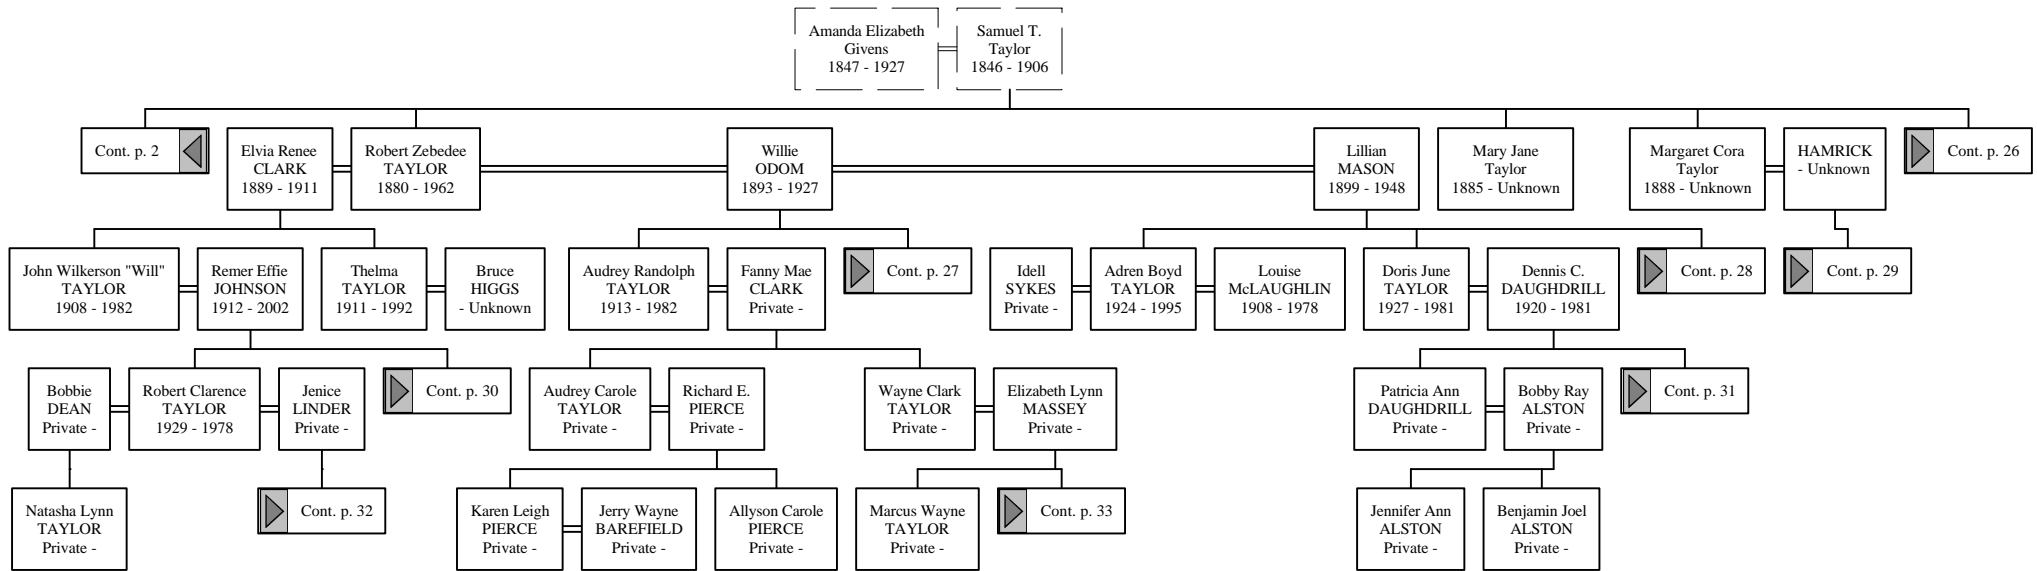 Amanda Elizabeth
Givens
1847 - 1927
Samuel T.
Taylor
1846 - 1906
Cont. p. 2
Elvia Renee
CLARK
1889 - 1911
Robert Zebedee
TAYLOR
1880 - 1962
Willie
ODOM
1893 - 1927
Lillian
MASON
1899 - 1948
Mary Jane
Taylor
1885 - Unknown
Margaret Cora
Taylor
1888 - Unknown
HAMRICK
- Unknown
Cont. p. 26
John Wilkerson "Will"
TAYLOR
1908 - 1982
Remer Effie
JOHNSON
1912 - 2002
Thelma
TAYLOR
1911 - 1992
Bruce
HIGGS
- Unknown
Audrey Randolph
TAYLOR
1913 - 1982
Fanny Mae
CLARK
Private -
Cont. p. 27
Idell
SYKES
Private -
Adren Boyd
TAYLOR
1924 - 1995
Louise
McLAUGHLIN
1908 - 1978
Doris June
TAYLOR
1927 - 1981
Dennis C.
DAUGHDRILL
1920 - 1981
Cont. p. 28
Cont. p. 29
Bobbie
DEAN
Private -
Robert Clarence
TAYLOR
1929 - 1978
Jenice
LINDER
Private -
Cont. p. 30
Audrey Carole
TAYLOR
Private -
Richard E.
PIERCE
Private -
Wayne Clark
TAYLOR
Private -
Elizabeth Lynn
MASSEY
Private -
Patricia Ann
DAUGHDRILL
Private -
Bobby Ray
ALSTON
Private -
Cont. p. 31
Natasha Lynn
TAYLOR
Private -
Cont. p. 32
Karen Leigh
PIERCE
Private -
Jerry Wayne
BAREFIELD
Private -
Allyson Carole
PIERCE
Private -
Marcus Wayne
TAYLOR
Private -
Cont. p. 33
Jennifer Ann
ALSTON
Private -
Benjamin Joel
ALSTON
Private -